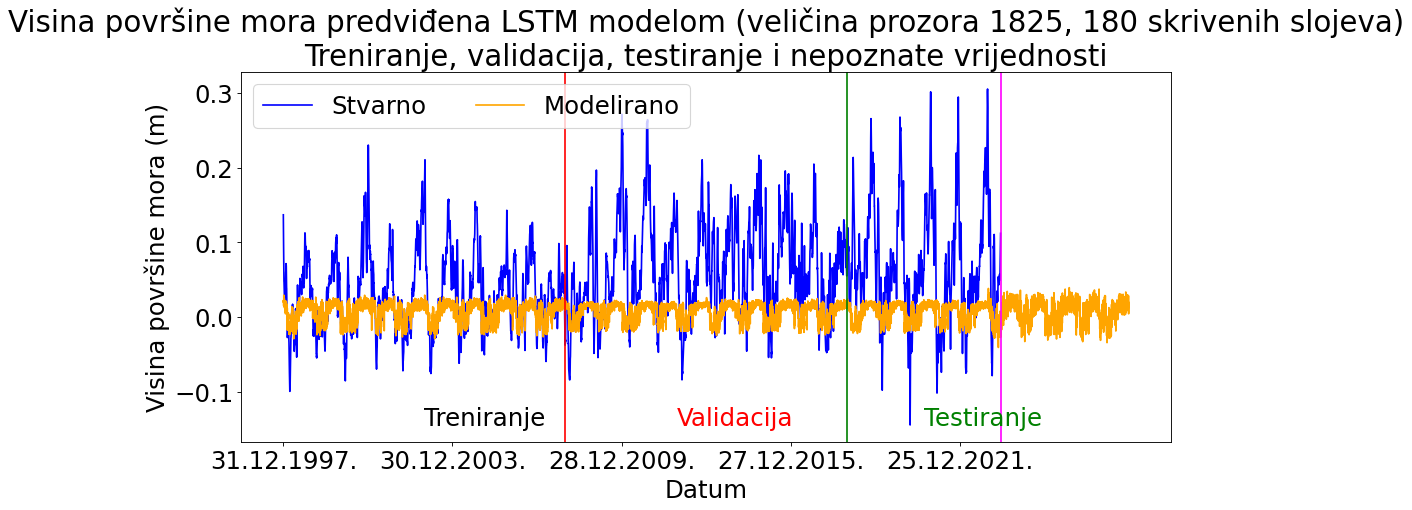 Visina površine mora predviđena LSTM modelom (veličina prozora 1825, 180 skrivenih slojeva)
Treniranje, validacija, testiranje i nepoznate vrijednosti
Stvarno Modelirano
Visina površine mora (m)
0.3
0.2
0.1
0.0
−0.1
Treniranje Validacija Testiranje
31.12.1997. 30.12.2003. 28.12.2009. 27.12.2015. 25.12.2021.
Datum